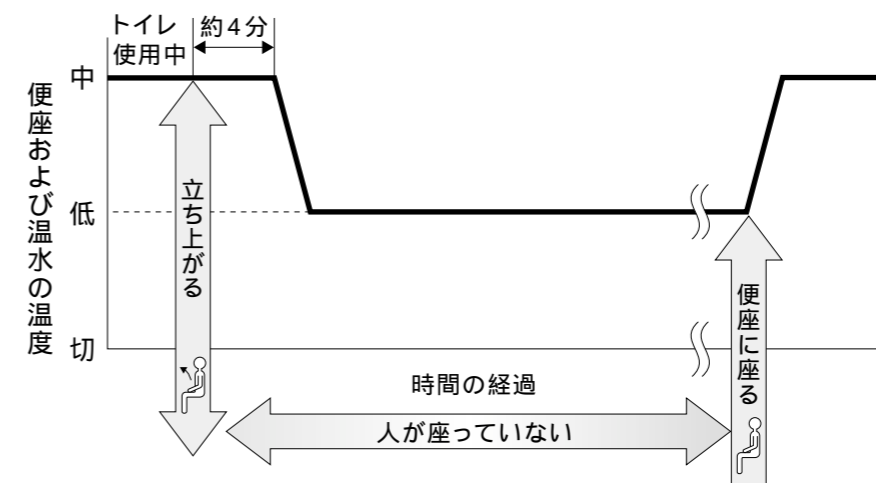 トイレ
使用中
約4分
便座および温水の温度
中
低
切
立ち上がる
便座に座る
時間の経過
人が座っていない